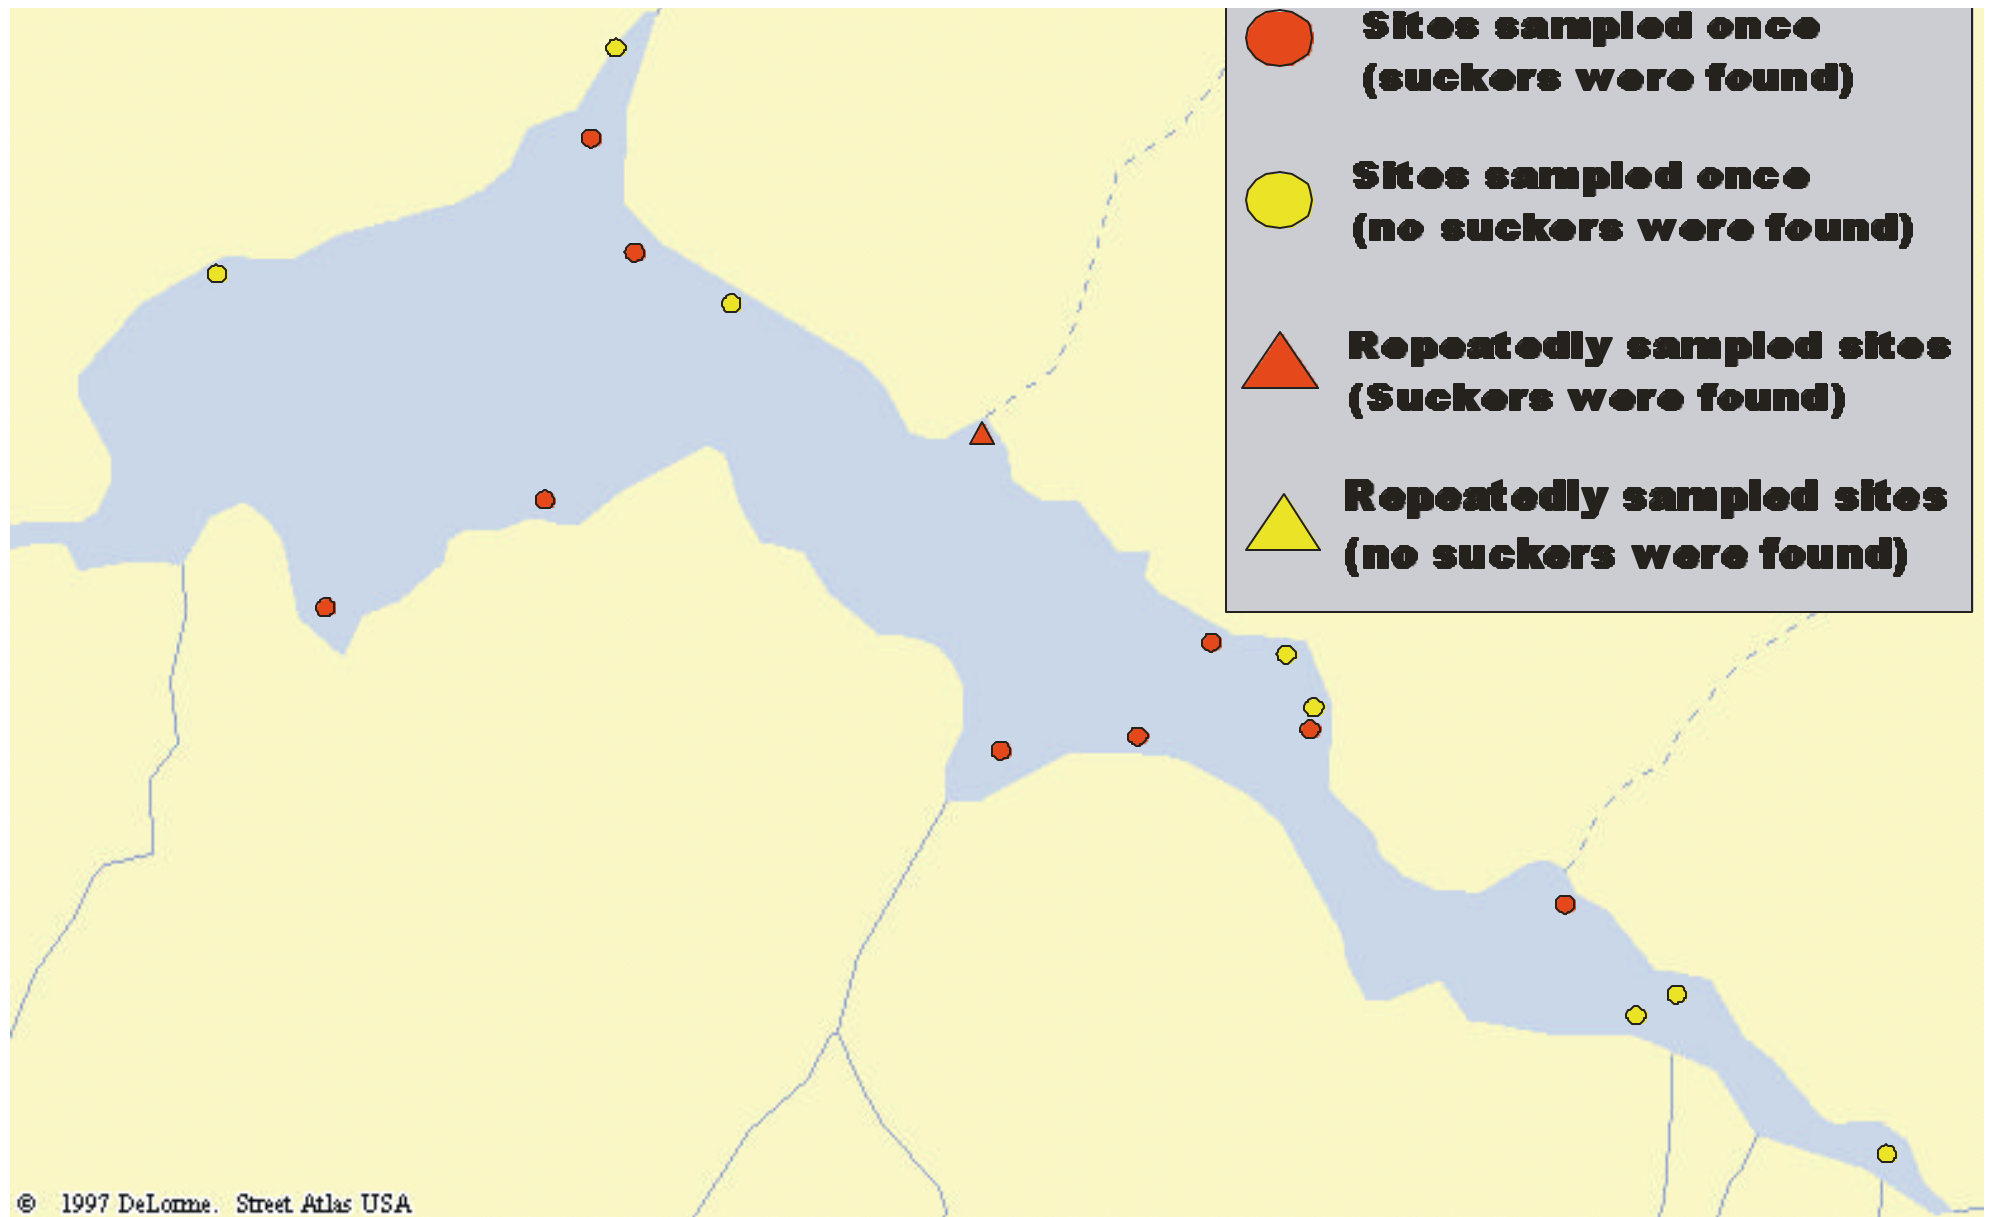 Sites sampled once
(suckers were found)
Sites sampled once
(no suckers were found)
Repeatedly sampled sites
(Suckers were found)
Repeatedly sampled sites
(no suckers were found)
© 1997 DeLorme. Street Atlas USA